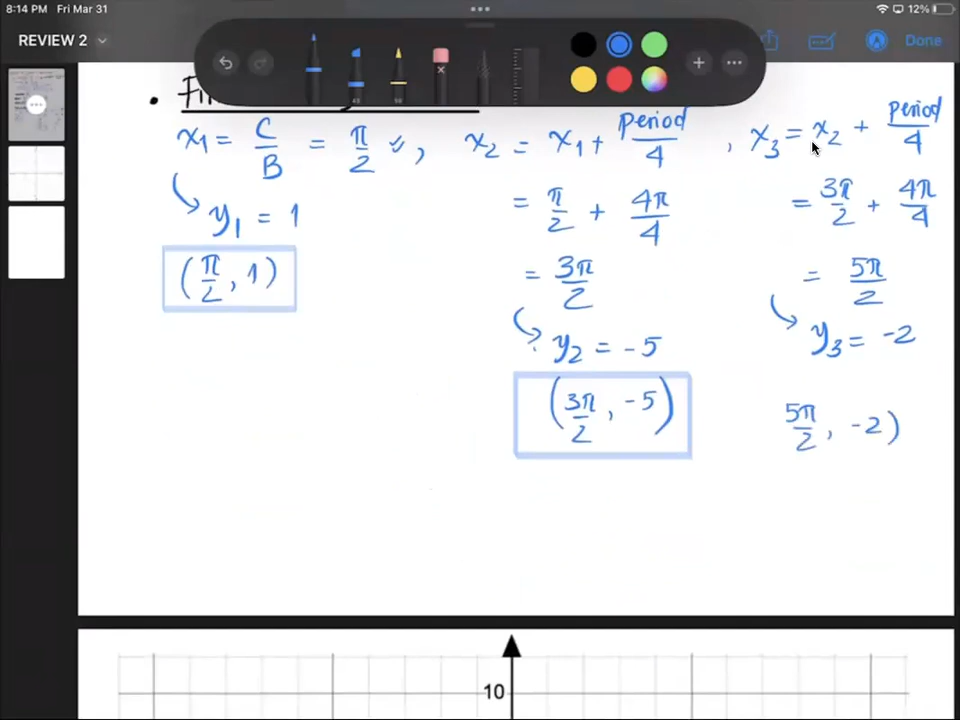 8:14 PM Fri Mar 31
12%
REVIEW 2
Done
x₁ = C/B = π/2 ✓, x₂ = x₁ + period/4, x₃ = x₂ + period/4
y₁ = 1
(π/2, 1)
= π/2 + 4π/4
= 3π/2
y₂ = -5
(3π/2, -5)
= 3π/2 + 4π/4
= 5π/2
y₃ = -2
5π/2, -2)
10